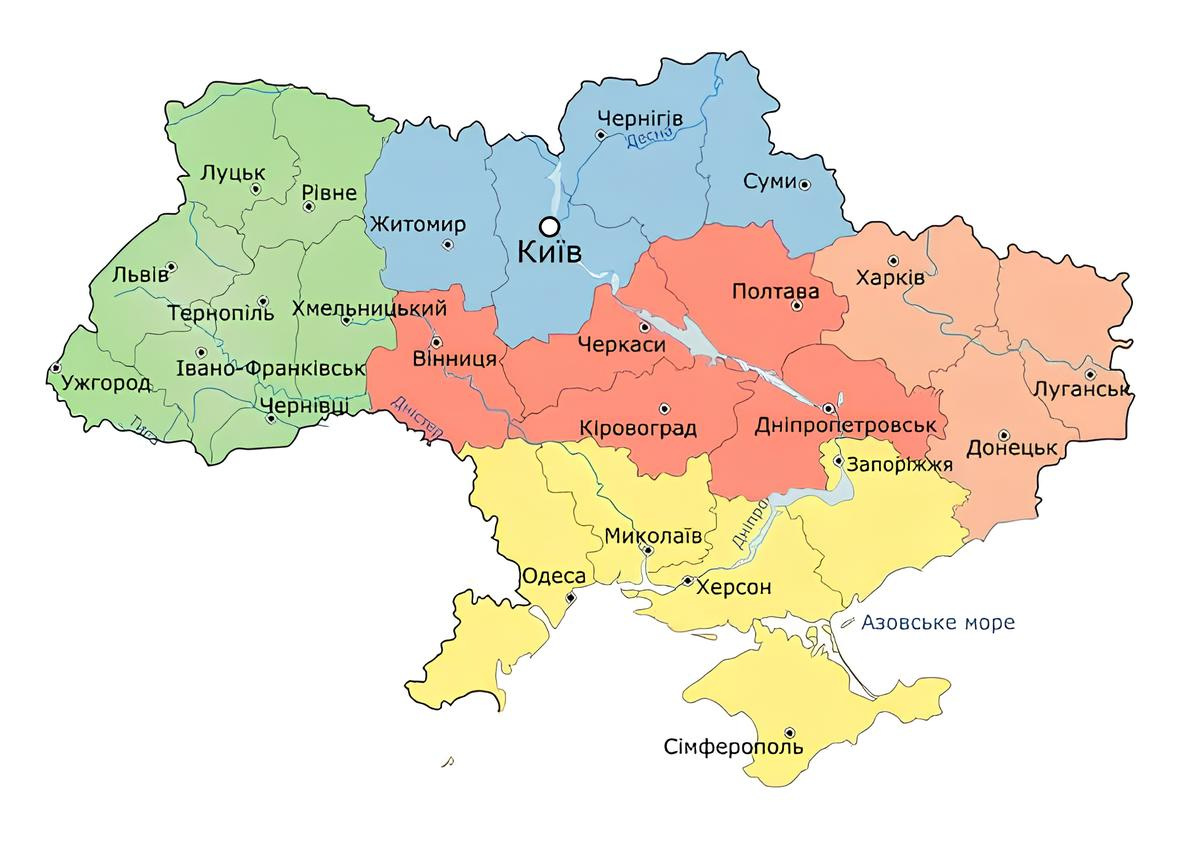 Чернігів
Десна
Луцьк
Рівне
Суми
Житомир
Київ
Львів
Харків
Тернопіль
Хмельницький
Полтава
Черкаси
Вінниця
Івано-Франківськ
Ужгород
Луганськ
Чернівці
Дністер
Тиса
Кіровоград
Дніпропетровськ
Донецьк
Запоріжжя
Дніпро
Миколаїв
Одеса
Херсон
Азовське море
Сімферополь